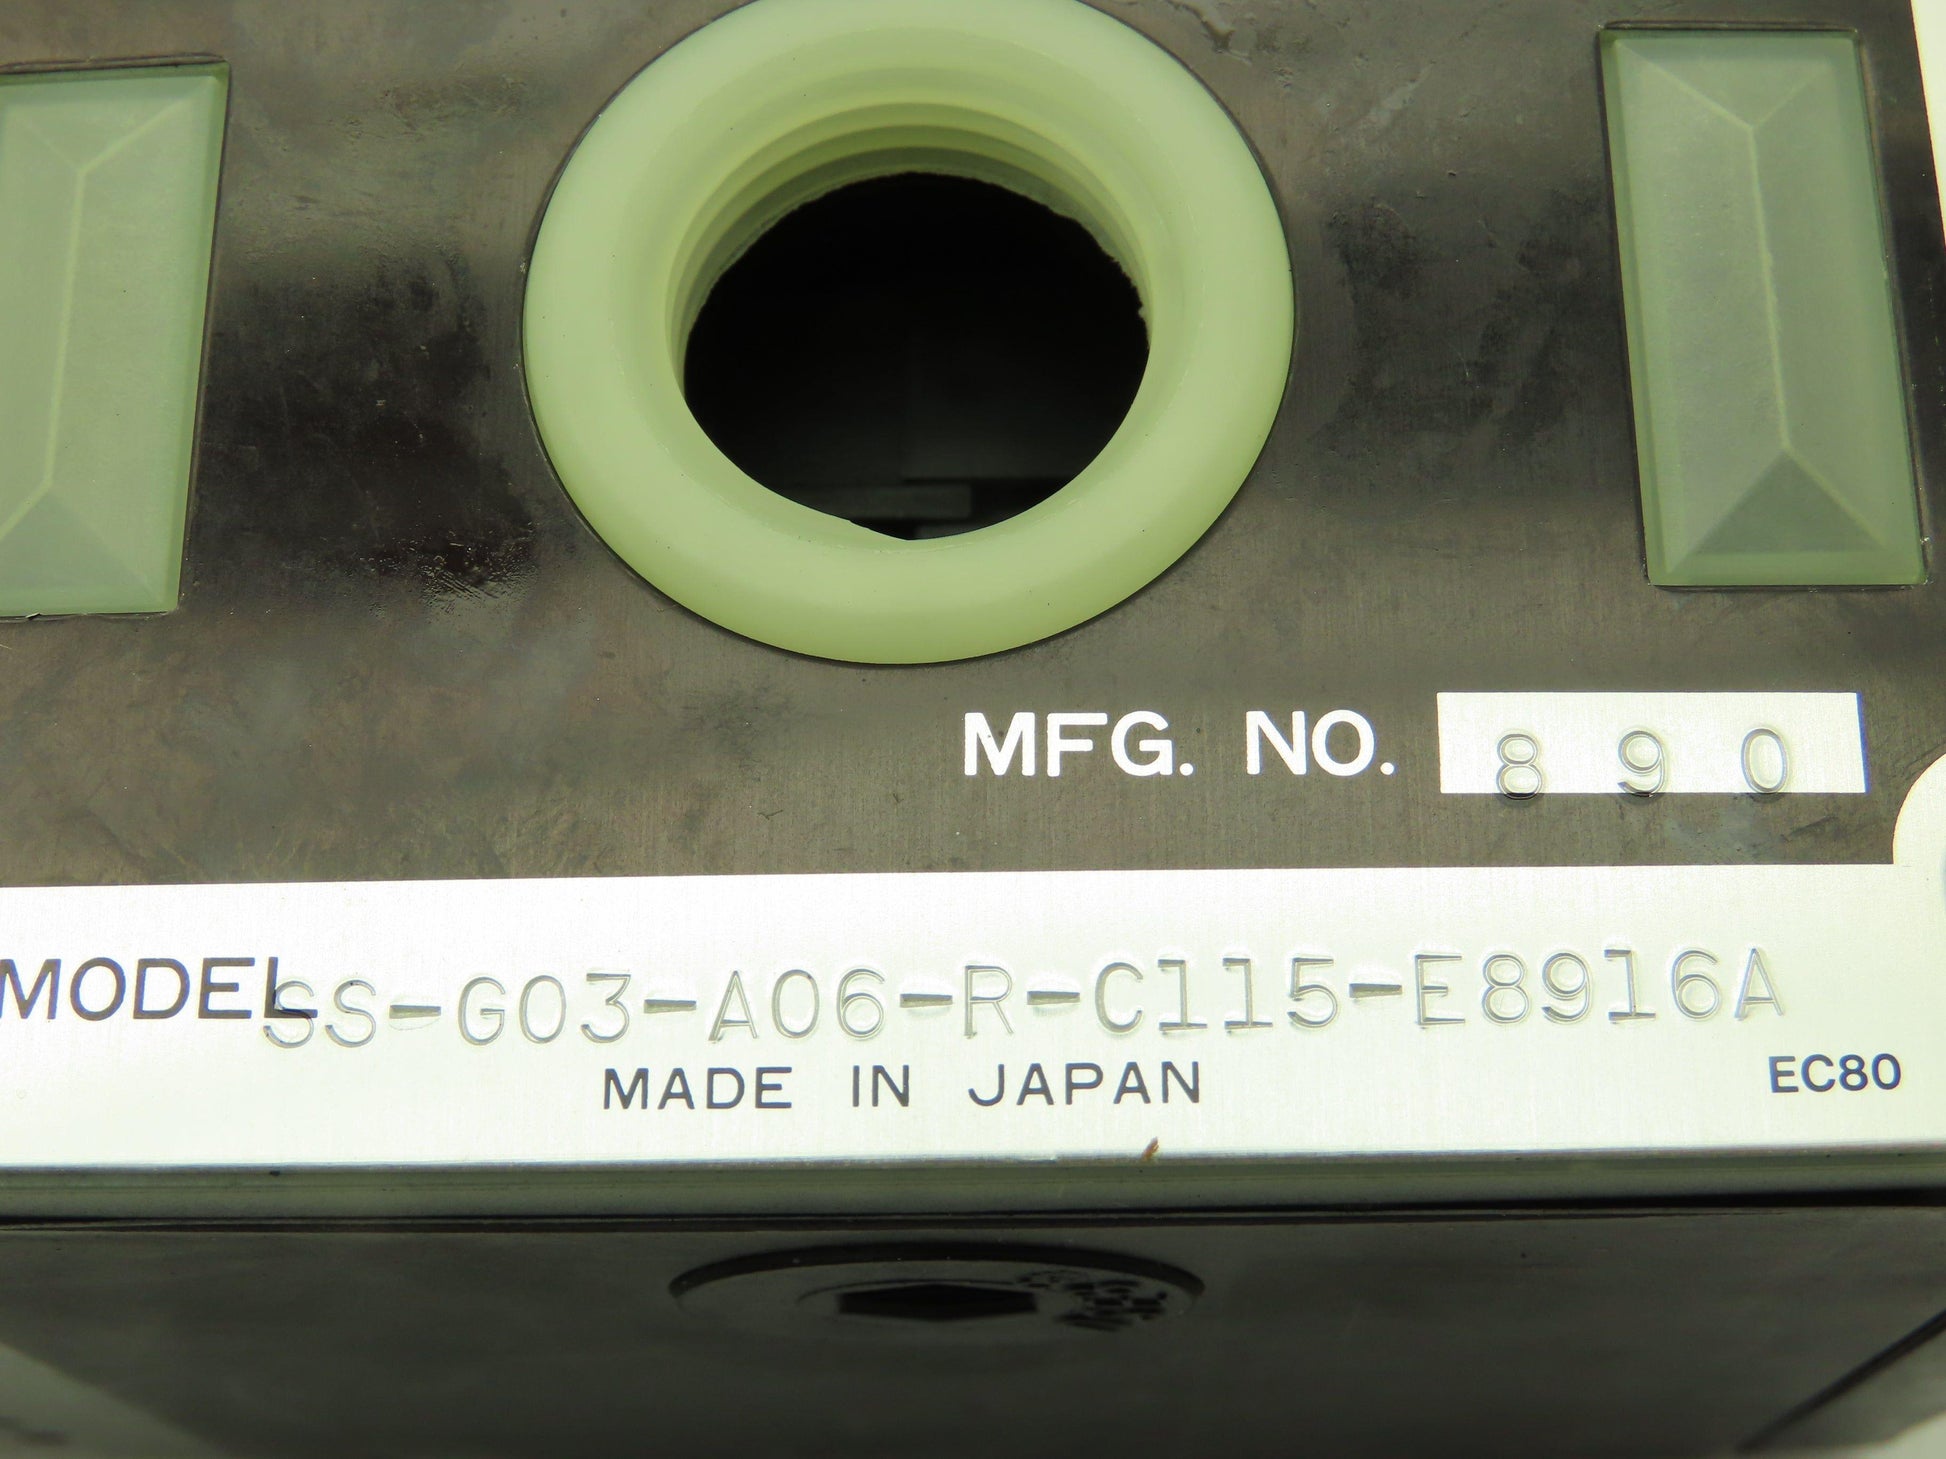 MFG. NO. 890
MODEL SS-G03-A06-R-C115-E8916A
MADE IN JAPAN
EC80